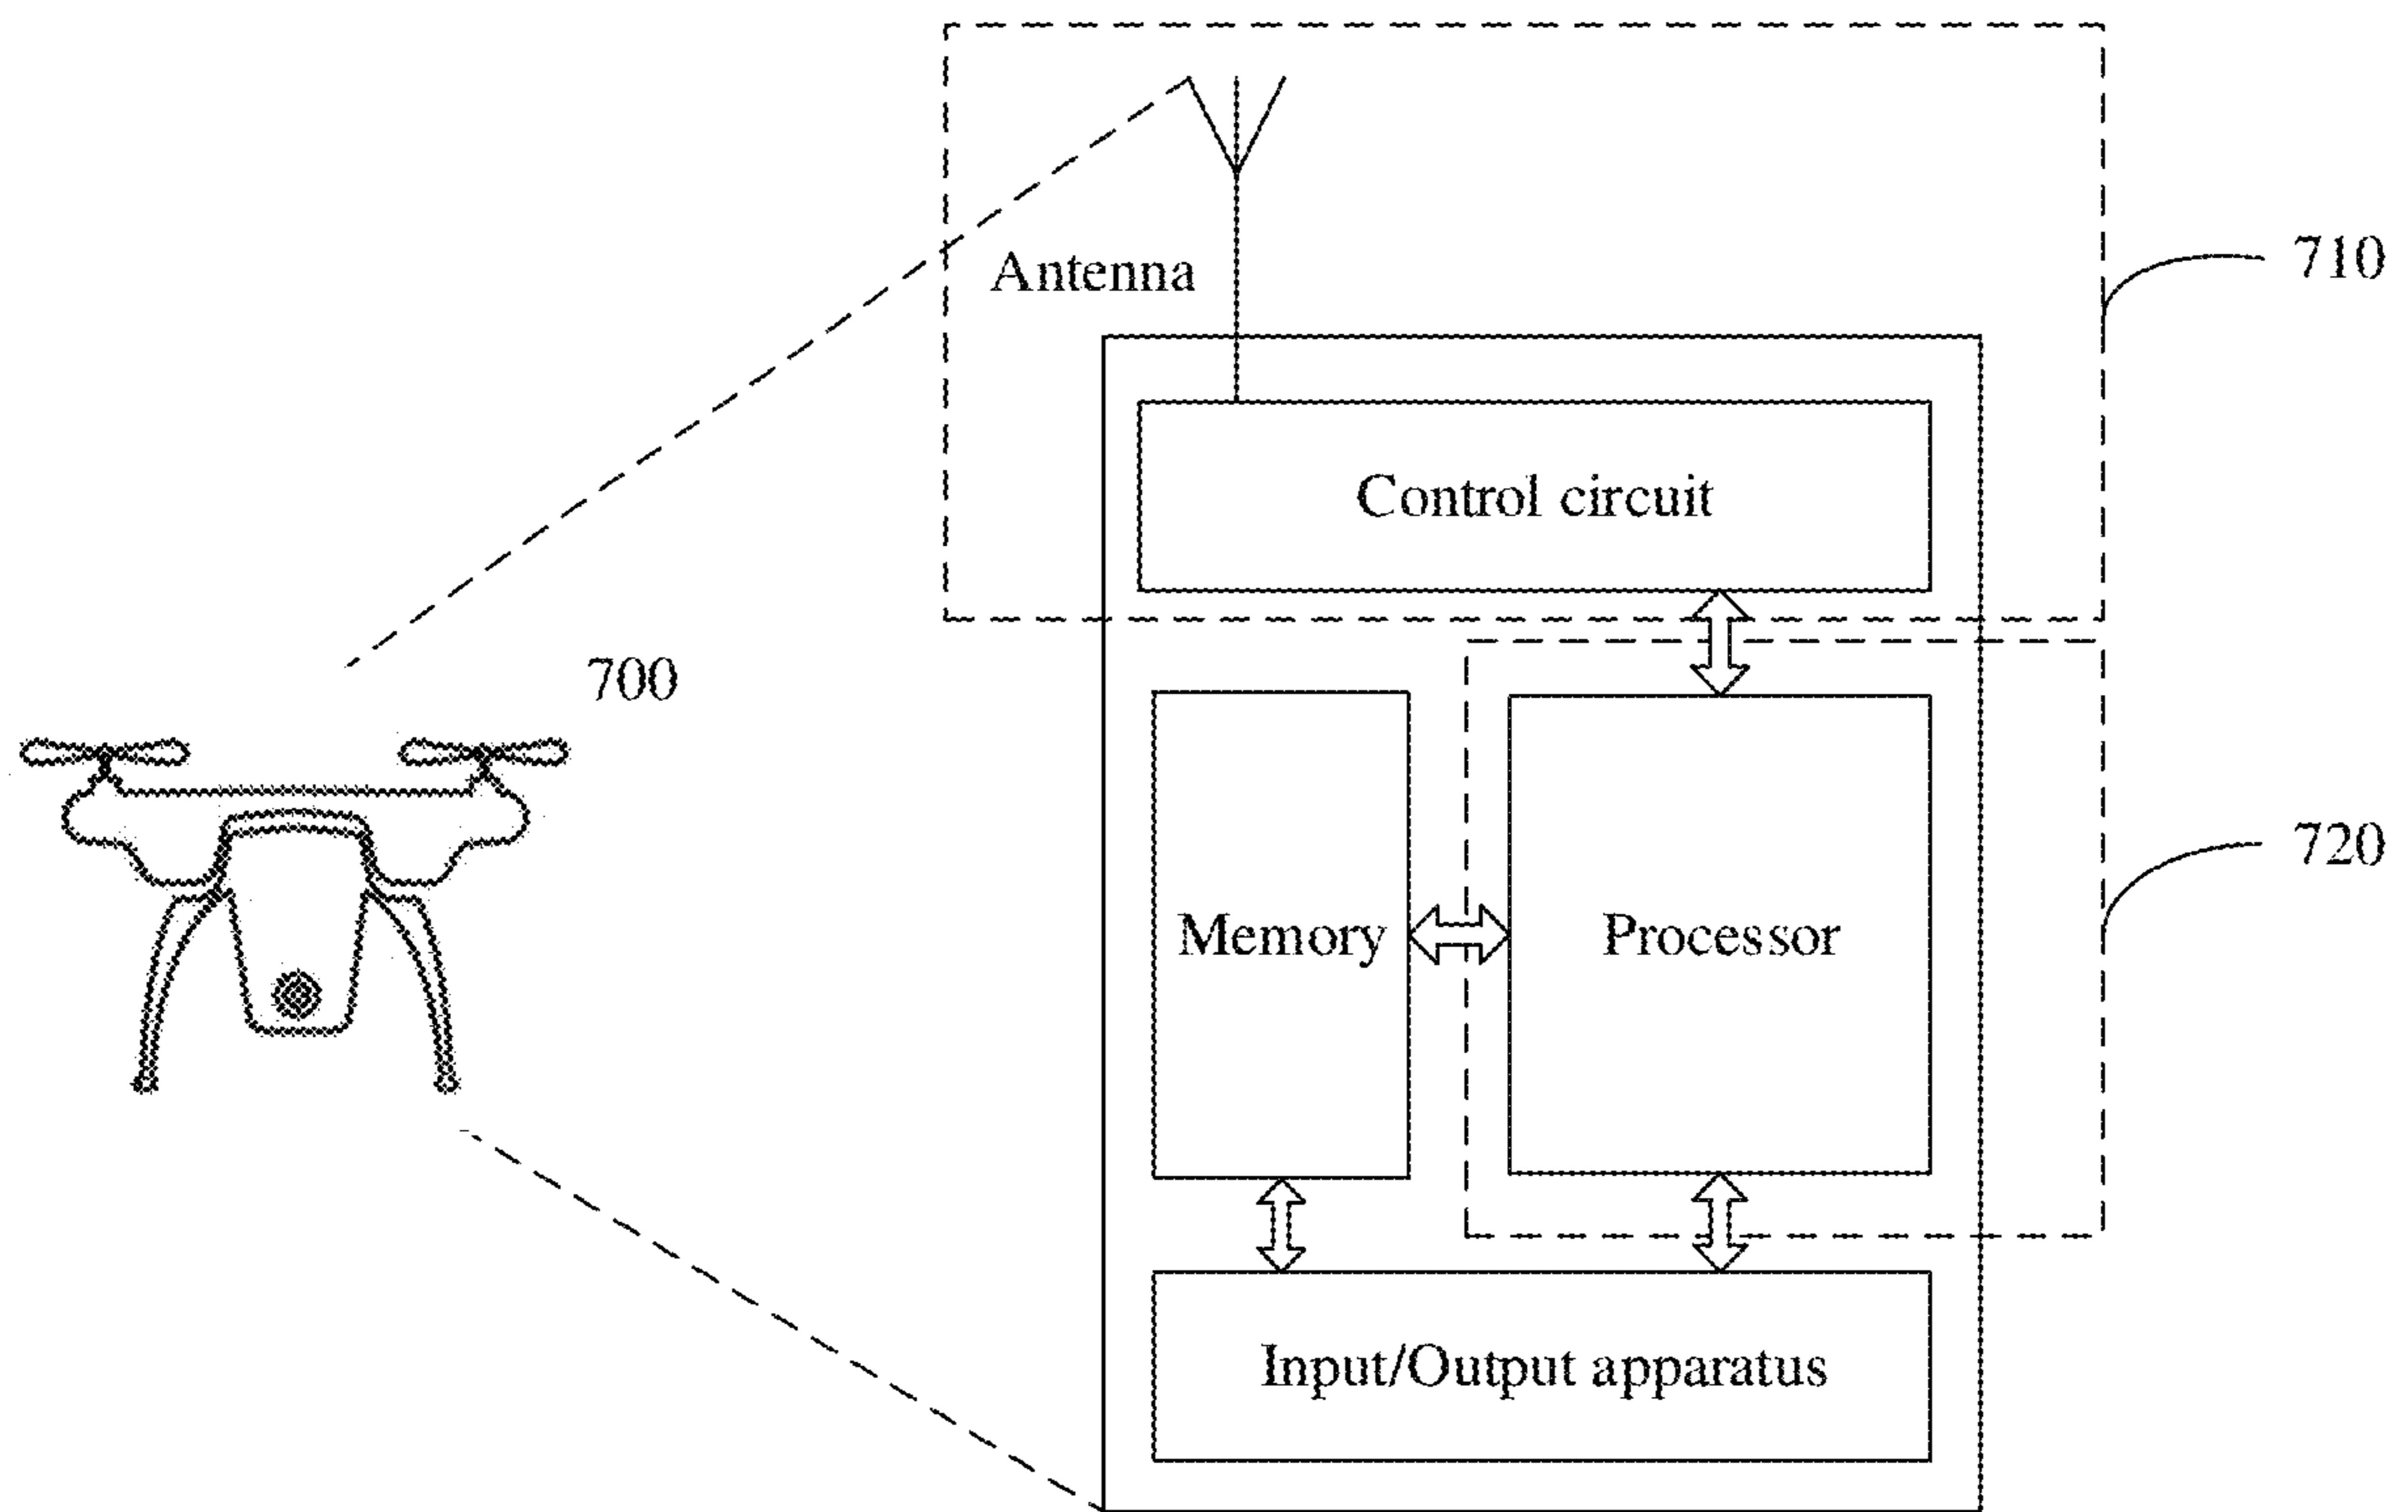 710
Antenna
Control circuit
700
720
Memory
Processor
Input/Output apparatus